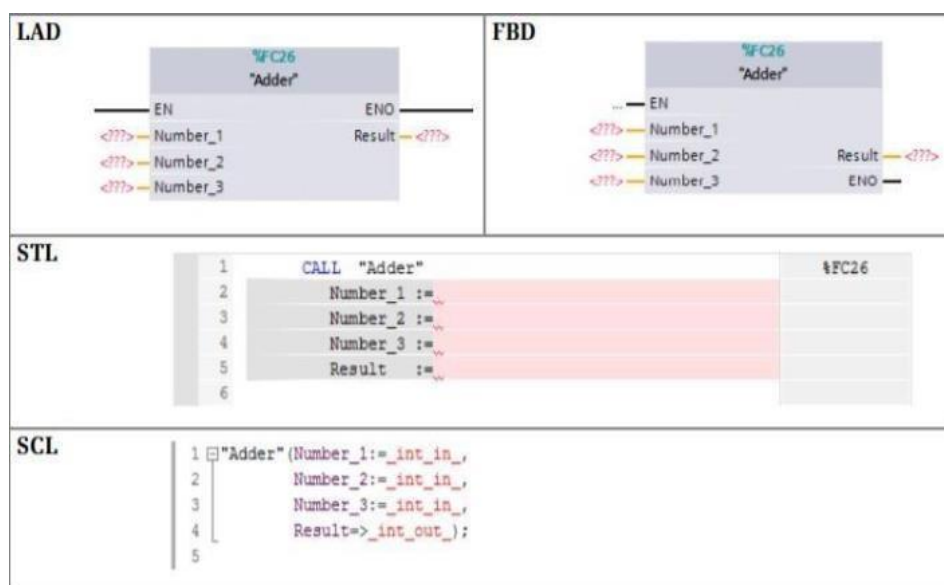 LAD
%FC26
"Adder"
EN ENO
<???> Number_1 Result <???>
<???> Number_2
<???> Number_3
FBD
%FC26
"Adder"
... EN
<???> Number_1
<???> Number_2 Result <???>
<???> Number_3 ENO
STL
1 CALL "Adder" %FC26
2 Number_1 :=
3 Number_2 :=
4 Number_3 :=
5 Result :=
6
SCL
1 "Adder"(Number_1:=_int_in_,
2 Number_2:=_int_in_,
3 Number_3:=_int_in_,
4 Result=>_int_out_);
5